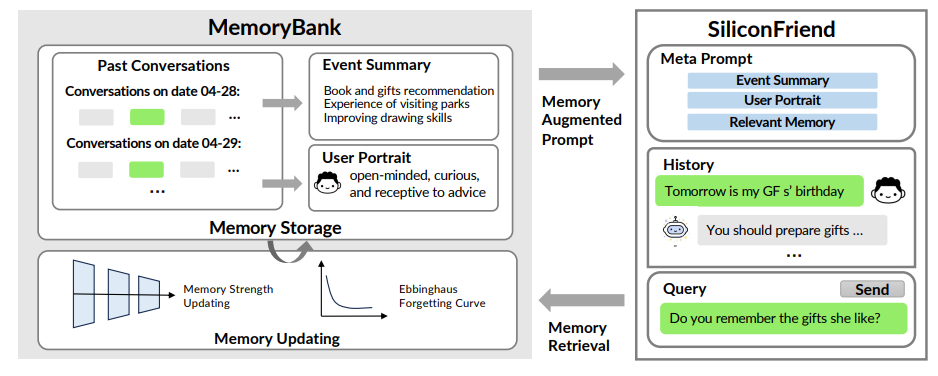 MemoryBank
Past Conversations
Conversations on date 04-28:
...
Conversations on date 04-29:
...
...
Event Summary
Book and gifts recommendation
Experience of visiting parks
Improving drawing skills
User Portrait
open-minded, curious,
and receptive to advice
Memory Storage
Memory Strength
Updating
Ebbinghaus
Forgetting Curve
Memory Updating
Memory
Augmented
Prompt
Memory
Retrieval
SiliconFriend
Meta Prompt
Event Summary
User Portrait
Relevant Memory
History
Tomorrow is my GF s' birthday
You should prepare gifts ...
...
Query
Send
Do you remember the gifts she like?